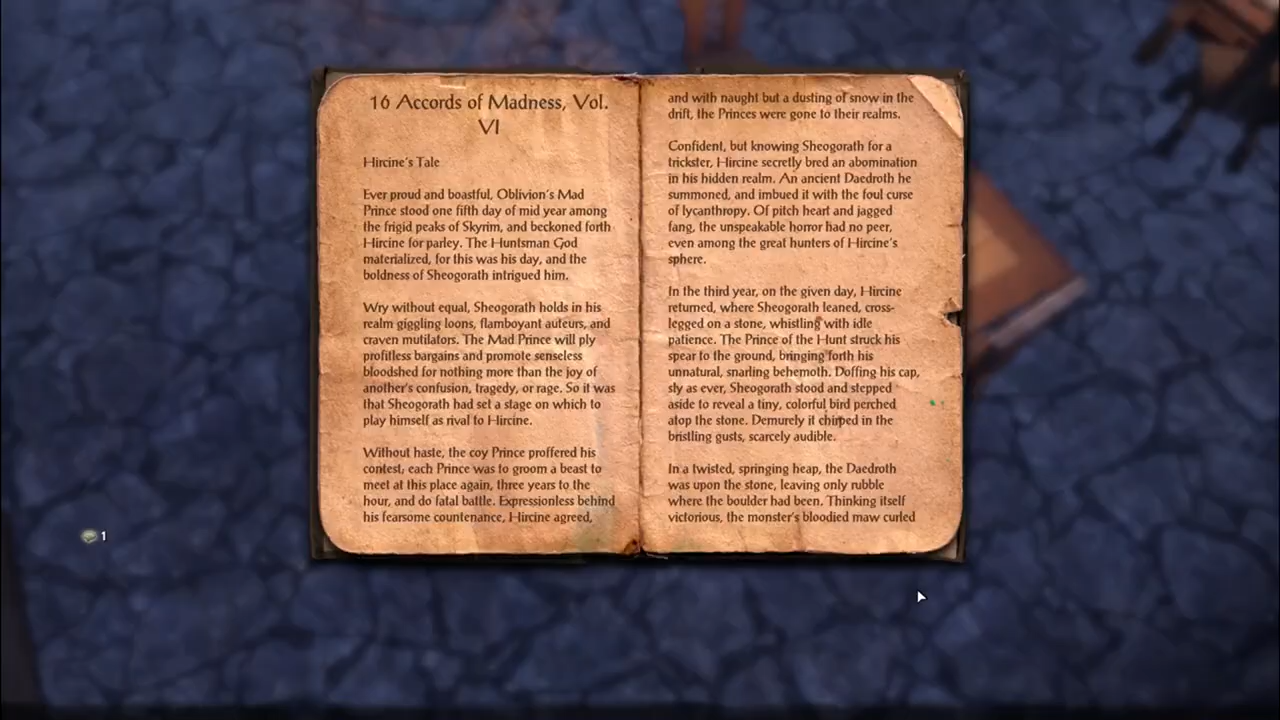 16 Accords of Madness, Vol.
VI
Hircine's Tale
Ever proud and boastful, Oblivion's Mad
Prince stood one fifth day of mid year among
the frigid peaks of Skyrim, and beckoned forth
Hircine for parley. The Huntsman God
materialized, for this was his day, and the
boldness of Sheogorath intrigued him.
Wry without equal, Sheogorath holds in his
realm giggling loons, flamboyant auteurs, and
craven mutilators. The Mad Prince will ply
profitless bargains and promote senseless
bloodshed for nothing more than the joy of
another's confusion, tragedy, or rage. So it was
that Sheogorath had set a stage on which to
play himself as rival to Hircine.
Without haste, the coy Prince proffered his
contest; each Prince was to groom a beast to
meet at this place again, three years to the
hour, and do fatal battle. Expressionless behind
his fearsome countenance, Hircine agreed,
and with naught but a dusting of snow in the
drift, the Princes were gone to their realms.
Confident, but knowing Sheogorath for a
trickster, Hircine secretly bred an abomination
in his hidden realm. An ancient Daedroth he
summoned, and imbued it with the foul curse
of lycanthropy. Of pitch heart and jagged
fang, the unspeakable horror had no peer,
even among the great hunters of Hircine's
sphere.
In the third year, on the given day, Hircine
returned, where Sheogorath leaned, cross-
legged on a stone, whistling with idle
patience. The Prince of the Hunt struck his
spear to the ground, bringing forth his
unnatural, snarling behemoth. Doffing his cap,
sly as ever, Sheogorath stood and stepped
aside to reveal a tiny, colorful bird perched
atop the stone. Demurely it chirped in the
bristling gusts, scarcely audible.
In a twisted, springing heap, the Daedroth
was upon the stone, leaving only rubble
where the boulder had been. Thinking itself
victorious, the monster's bloodied maw curled
1